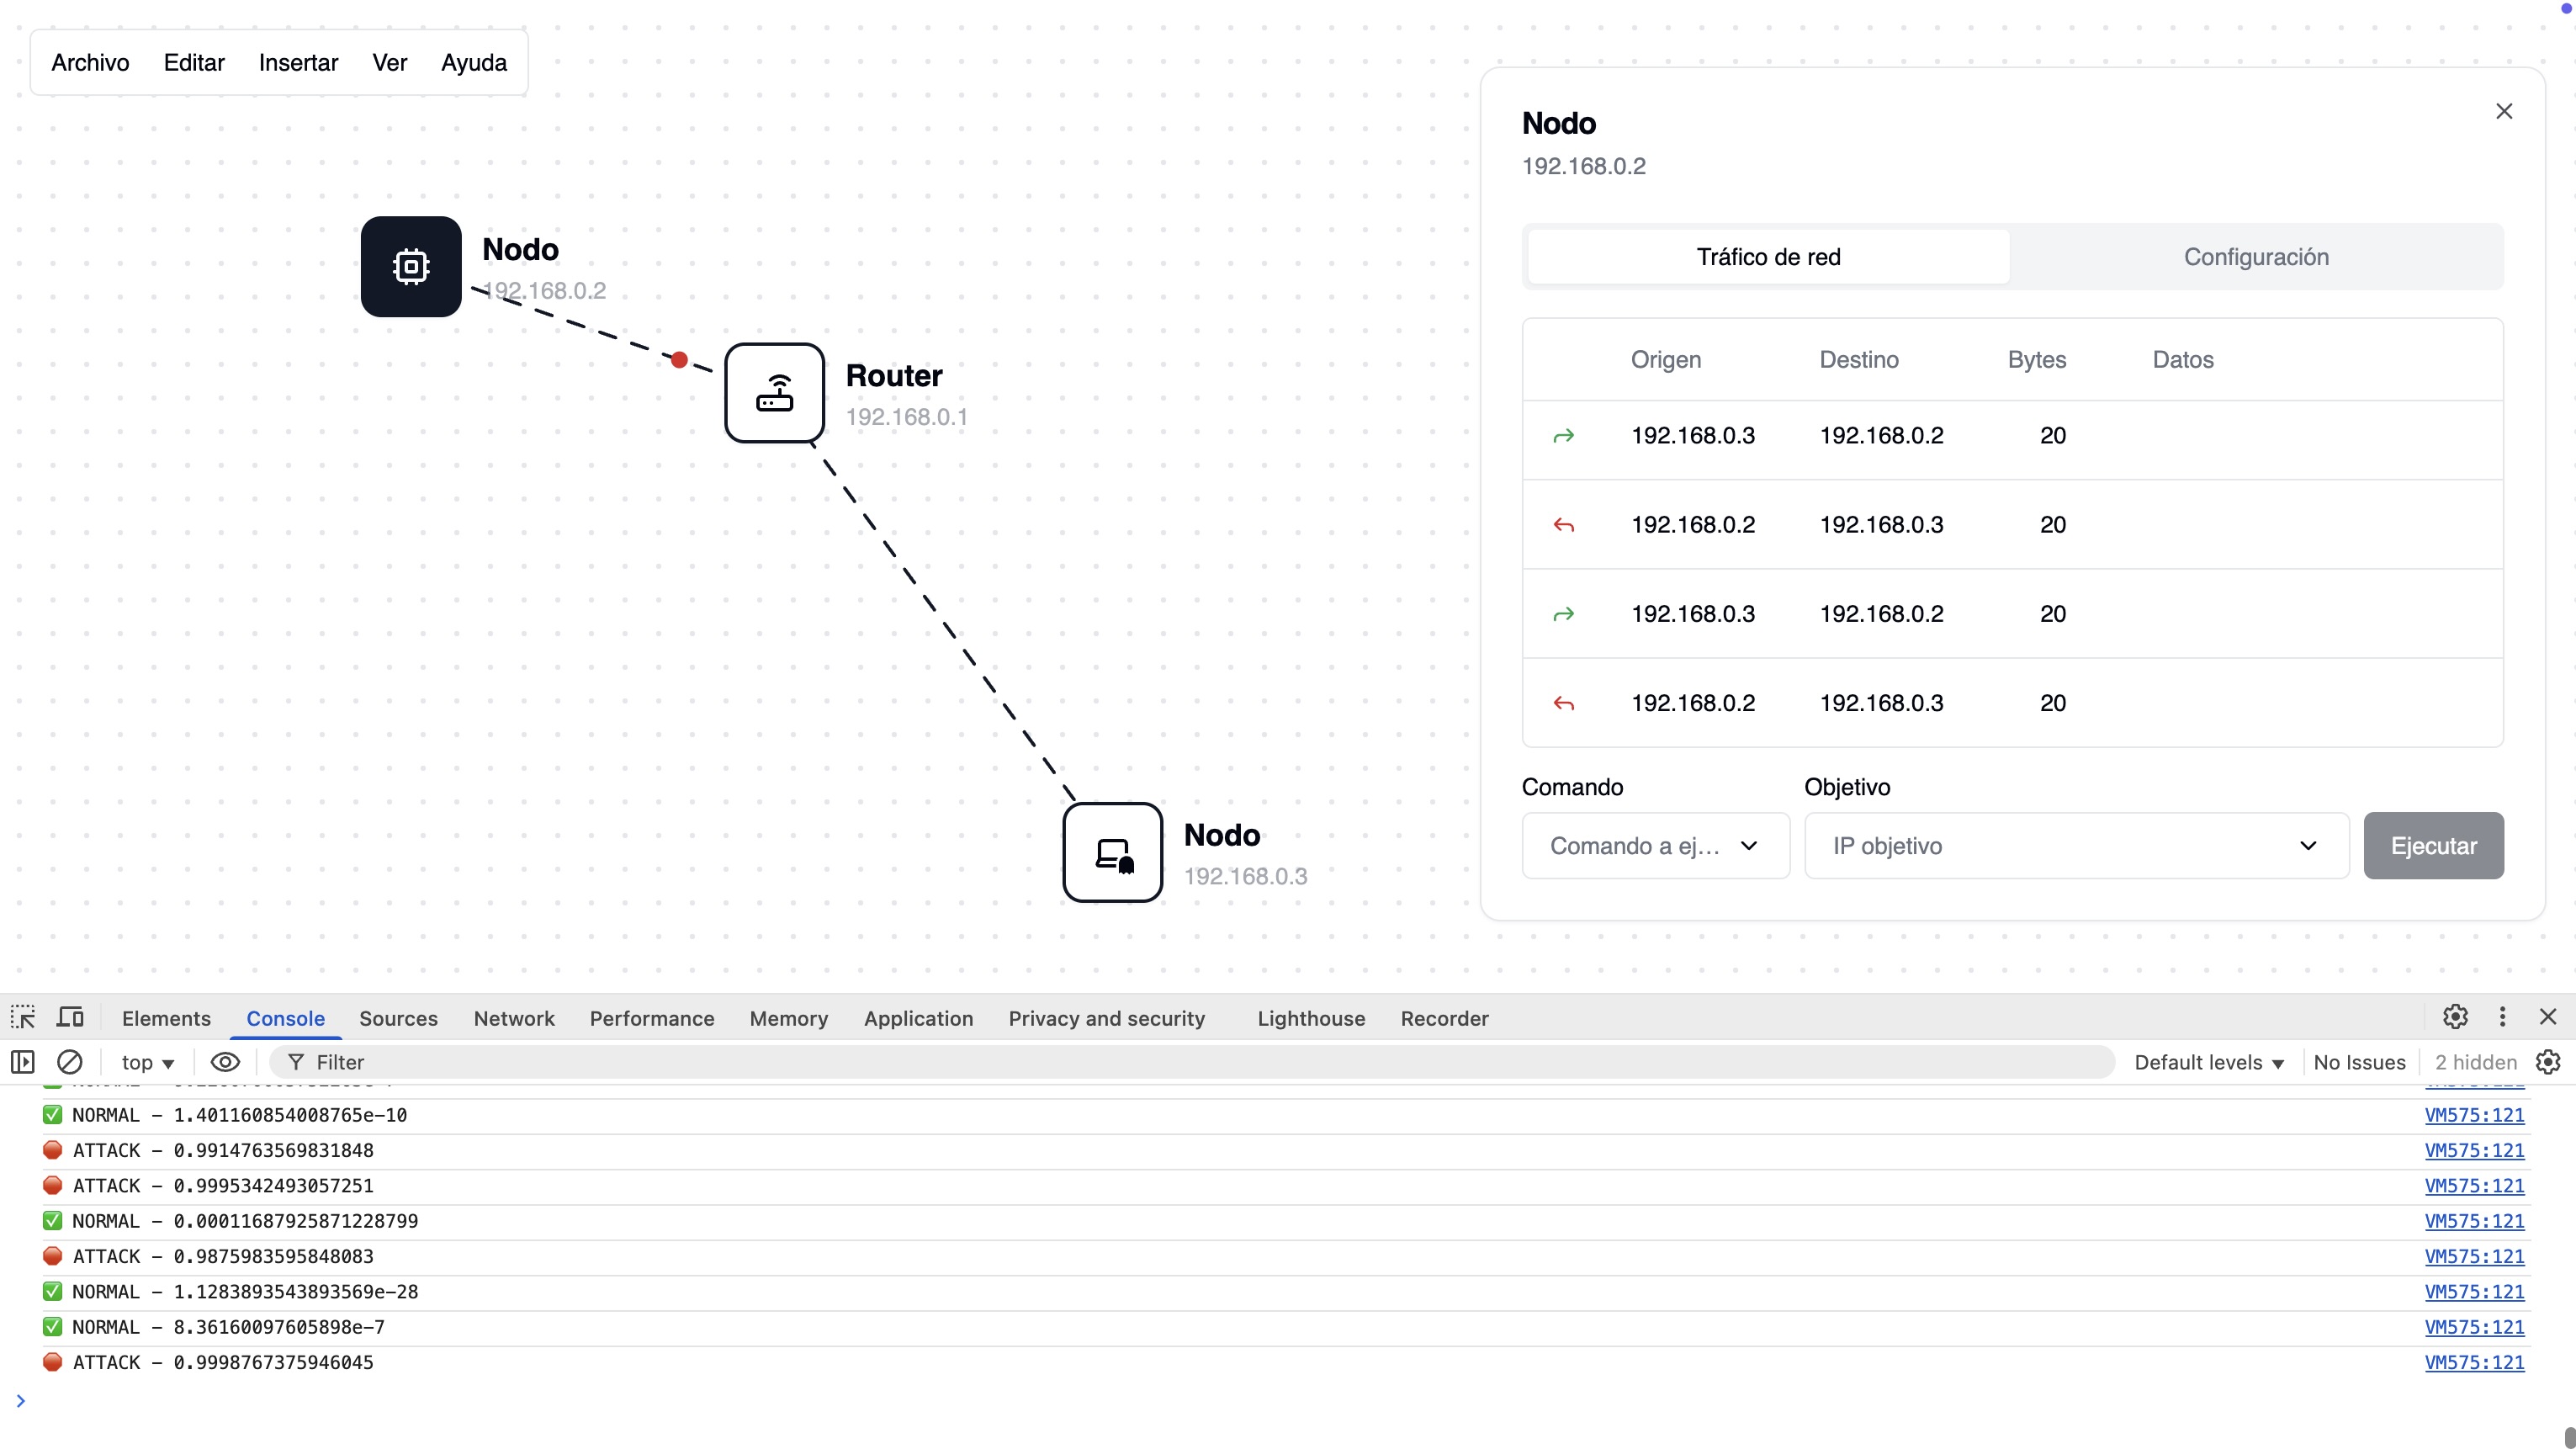 Archivo Editar Insertar Ver Ayuda
Nodo
192.168.0.2
Router
192.168.0.1
Nodo
192.168.0.3
Nodo
192.168.0.2
Tráfico de red Configuración
Origen Destino Bytes Datos
192.168.0.3 192.168.0.2 20
192.168.0.2 192.168.0.3 20
192.168.0.3 192.168.0.2 20
192.168.0.2 192.168.0.3 20
Comando Objetivo
Comando a ej... IP objetivo Ejecutar
Elements Console Sources Network Performance Memory Application Privacy and security Lighthouse Recorder
top Filter Default levels No Issues 2 hidden
NORMAL – 1.401160854008765e-10 VM575:121
ATTACK – 0.9914763569831848 VM575:121
ATTACK – 0.9995342493057251 VM575:121
NORMAL – 0.00011687925871228799 VM575:121
ATTACK – 0.9875983595848083 VM575:121
NORMAL – 1.1283893543893569e-28 VM575:121
NORMAL – 8.36160097605898e-7 VM575:121
ATTACK – 0.9998767375946045 VM575:121